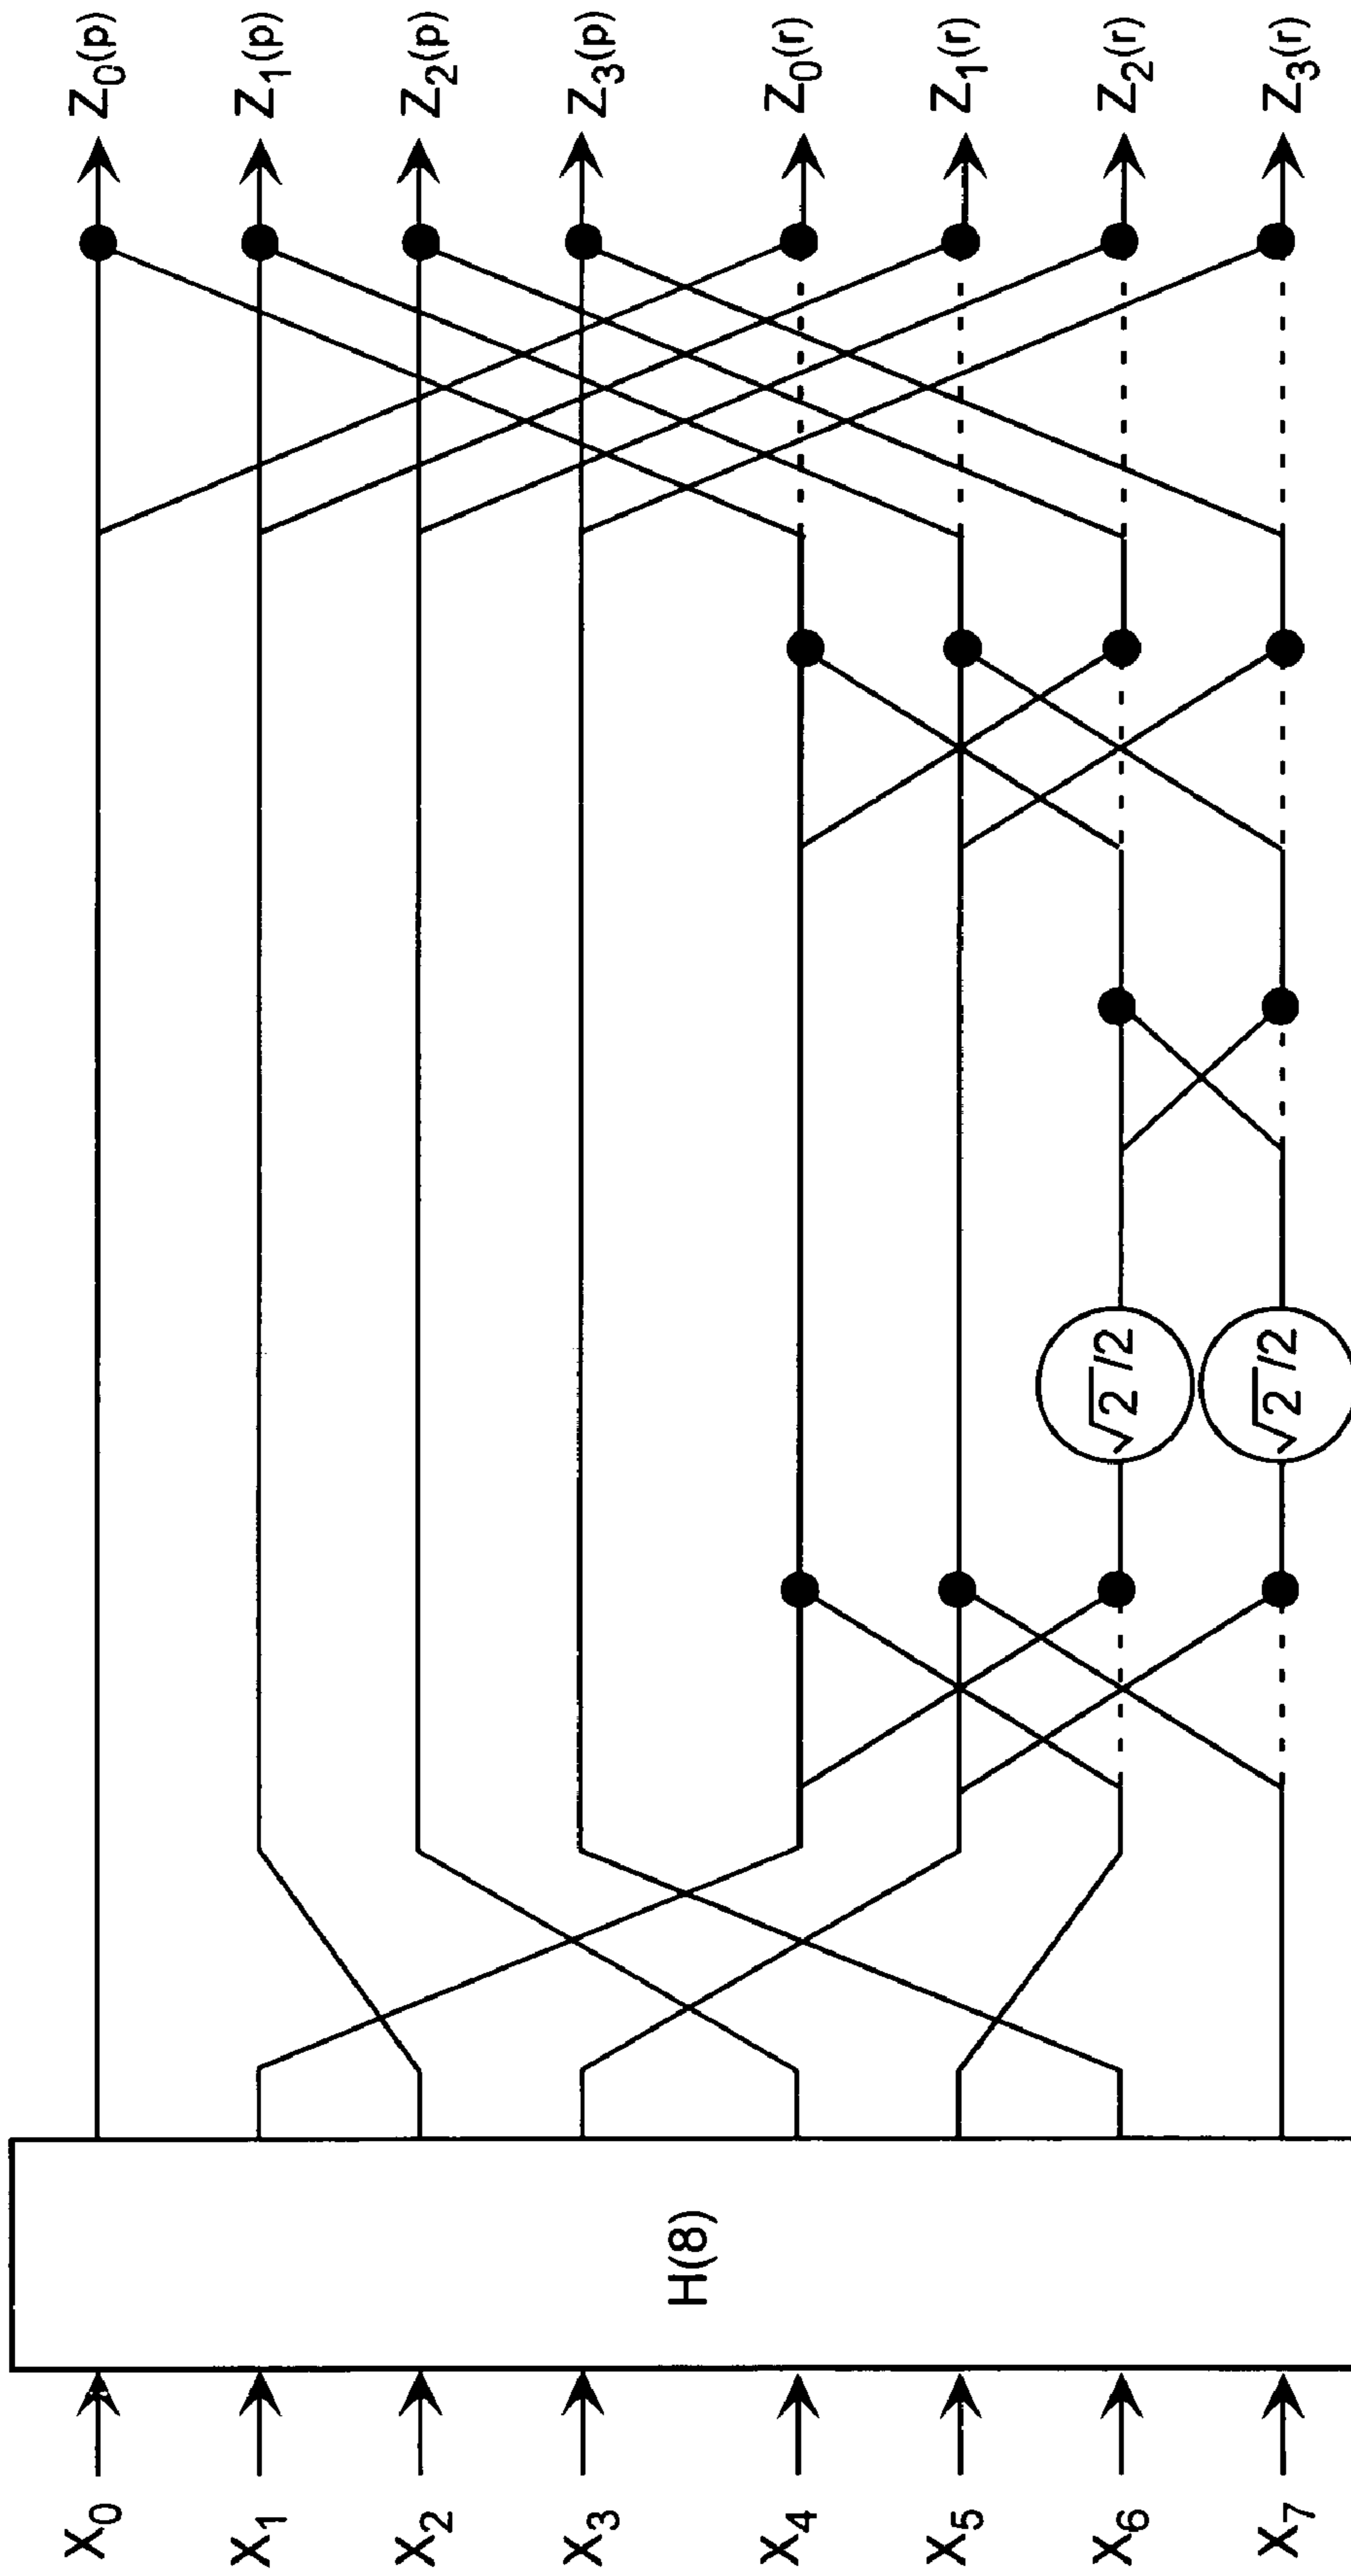 X₀
X₁
X₂
X₃
X₄
X₅
X₆
X₇
H(8)
√2/2
√2/2
Z₀(p)
Z₁(p)
Z₂(p)
Z₃(p)
Z₀(r)
Z₁(r)
Z₂(r)
Z₃(r)